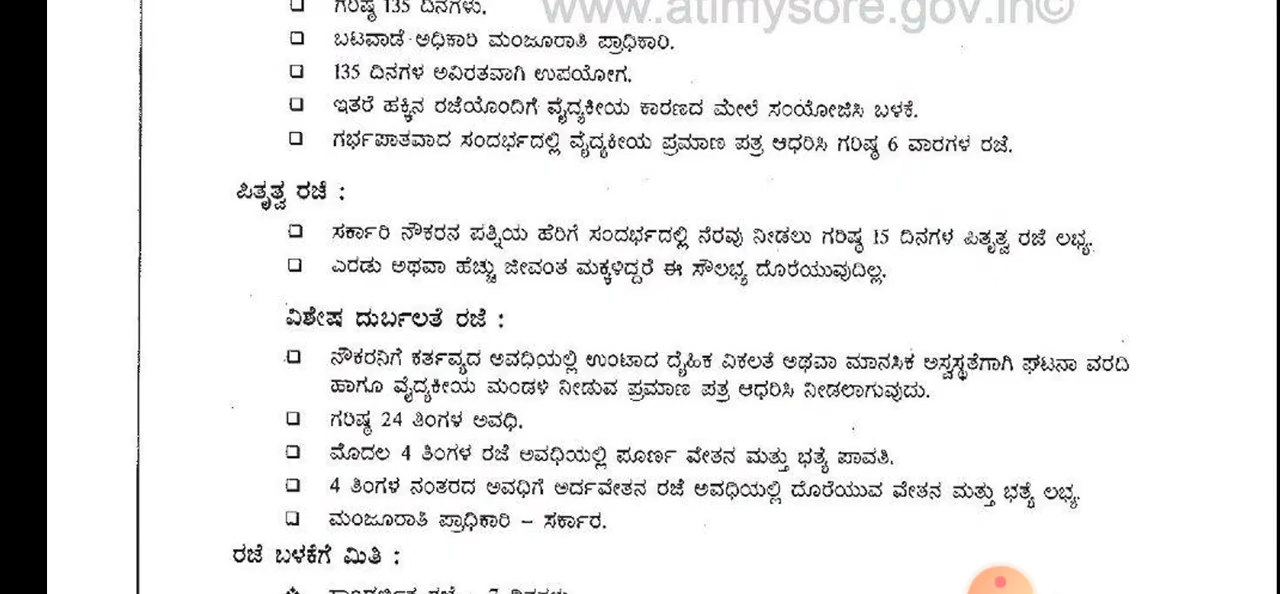 ಗರಿಷ್ಠ 135 ದಿನಗಳು. www.atimysore.gov.in©
❑ ಬಟವಾಡೆ ಅಧಿಕಾರಿ ಮಂಜೂರಾತಿ ಪ್ರಾಧಿಕಾರಿ.
❑ 135 ದಿನಗಳ ಅವಿರತವಾಗಿ ಉಪಯೋಗ.
❑ ಇತರೆ ಹಕ್ಕಿನ ರಜೆಯೊಂದಿಗೆ ವೈದ್ಯಕೀಯ ಕಾರಣದ ಮೇಲೆ ಸಂಯೋಜಿಸಿ ಬಳಕೆ.
❑ ಗರ್ಭಪಾತವಾದ ಸಂದರ್ಭದಲ್ಲಿ ವೈದ್ಯಕೀಯ ಪ್ರಮಾಣ ಪತ್ರ ಆಧರಿಸಿ ಗರಿಷ್ಠ 6 ವಾರಗಳ ರಜೆ.
ಪಿತೃತ್ವ ರಜೆ :
❑ ಸರ್ಕಾರಿ ನೌಕರನ ಪತ್ನಿಯ ಹೆರಿಗೆ ಸಂದರ್ಭದಲ್ಲಿ ನೆರವು ನೀಡಲು ಗರಿಷ್ಠ 15 ದಿನಗಳ ಪಿತೃತ್ವ ರಜೆ ಲಭ್ಯ.
❑ ಎರಡು ಅಥವಾ ಹೆಚ್ಚು ಜೀವಂತ ಮಕ್ಕಳಿದ್ದರೆ ಈ ಸೌಲಭ್ಯ ದೊರೆಯುವುದಿಲ್ಲ.
ವಿಶೇಷ ದುರ್ಬಲತೆ ರಜೆ :
❑ ನೌಕರನಿಗೆ ಕರ್ತವ್ಯದ ಅವಧಿಯಲ್ಲಿ ಉಂಟಾದ ದೈಹಿಕ ವಿಕಲತೆ ಅಥವಾ ಮಾನಸಿಕ ಅಸ್ವಸ್ಥತೆಗಾಗಿ ಘಟನಾ ವರದಿ
ಹಾಗೂ ವೈದ್ಯಕೀಯ ಮಂಡಳಿ ನೀಡುವ ಪ್ರಮಾಣ ಪತ್ರ ಆಧರಿಸಿ ನೀಡಲಾಗುವುದು.
❑ ಗರಿಷ್ಠ 24 ತಿಂಗಳ ಅವಧಿ.
❑ ಮೊದಲ 4 ತಿಂಗಳ ರಜೆ ಅವಧಿಯಲ್ಲಿ ಪೂರ್ಣ ವೇತನ ಮತ್ತು ಭತ್ಯೆ ಪಾವತಿ.
❑ 4 ತಿಂಗಳ ನಂತರದ ಅವಧಿಗೆ ಅರ್ದವೇತನ ರಜೆ ಅವಧಿಯಲ್ಲಿ ದೊರೆಯುವ ವೇತನ ಮತ್ತು ಭತ್ಯೆ ಲಭ್ಯ.
❑ ಮಂಜೂರಾತಿ ಪ್ರಾಧಿಕಾರಿ – ಸರ್ಕಾರ.
ರಜೆ ಬಳಕೆಗೆ ಮಿತಿ :